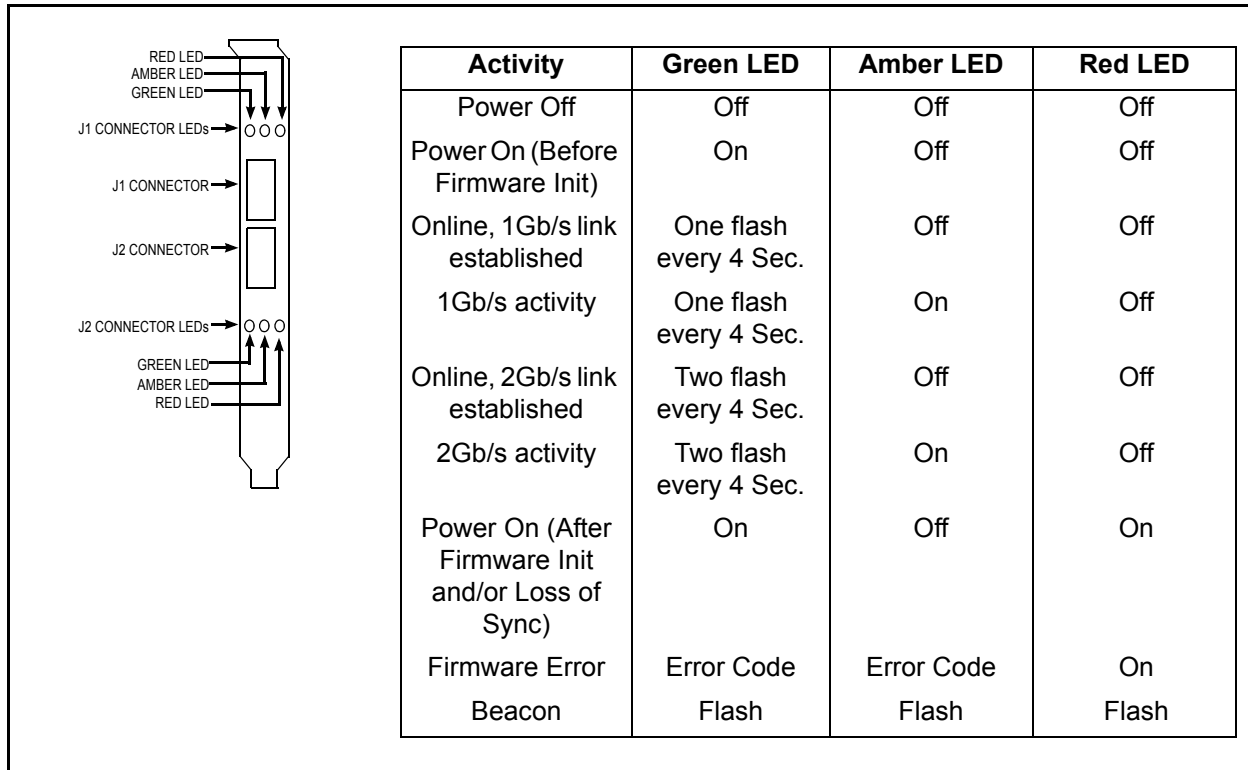 RED LED
AMBER LED
GREEN LED
J1 CONNECTOR LEDs
J1 CONNECTOR
J2 CONNECTOR
J2 CONNECTOR LEDs
GREEN LED
AMBER LED
RED LED
Activity Green LED Amber LED Red LED
Power Off Off Off Off
Power On (Before On Off Off
Firmware Init)
Online, 1Gb/s link One flash Off Off
established every 4 Sec.
1Gb/s activity One flash On Off
every 4 Sec.
Online, 2Gb/s link Two flash Off Off
established every 4 Sec.
2Gb/s activity Two flash On Off
every 4 Sec.
Power On (After On Off On
Firmware Init
and/or Loss of
Sync)
Firmware Error Error Code Error Code On
Beacon Flash Flash Flash